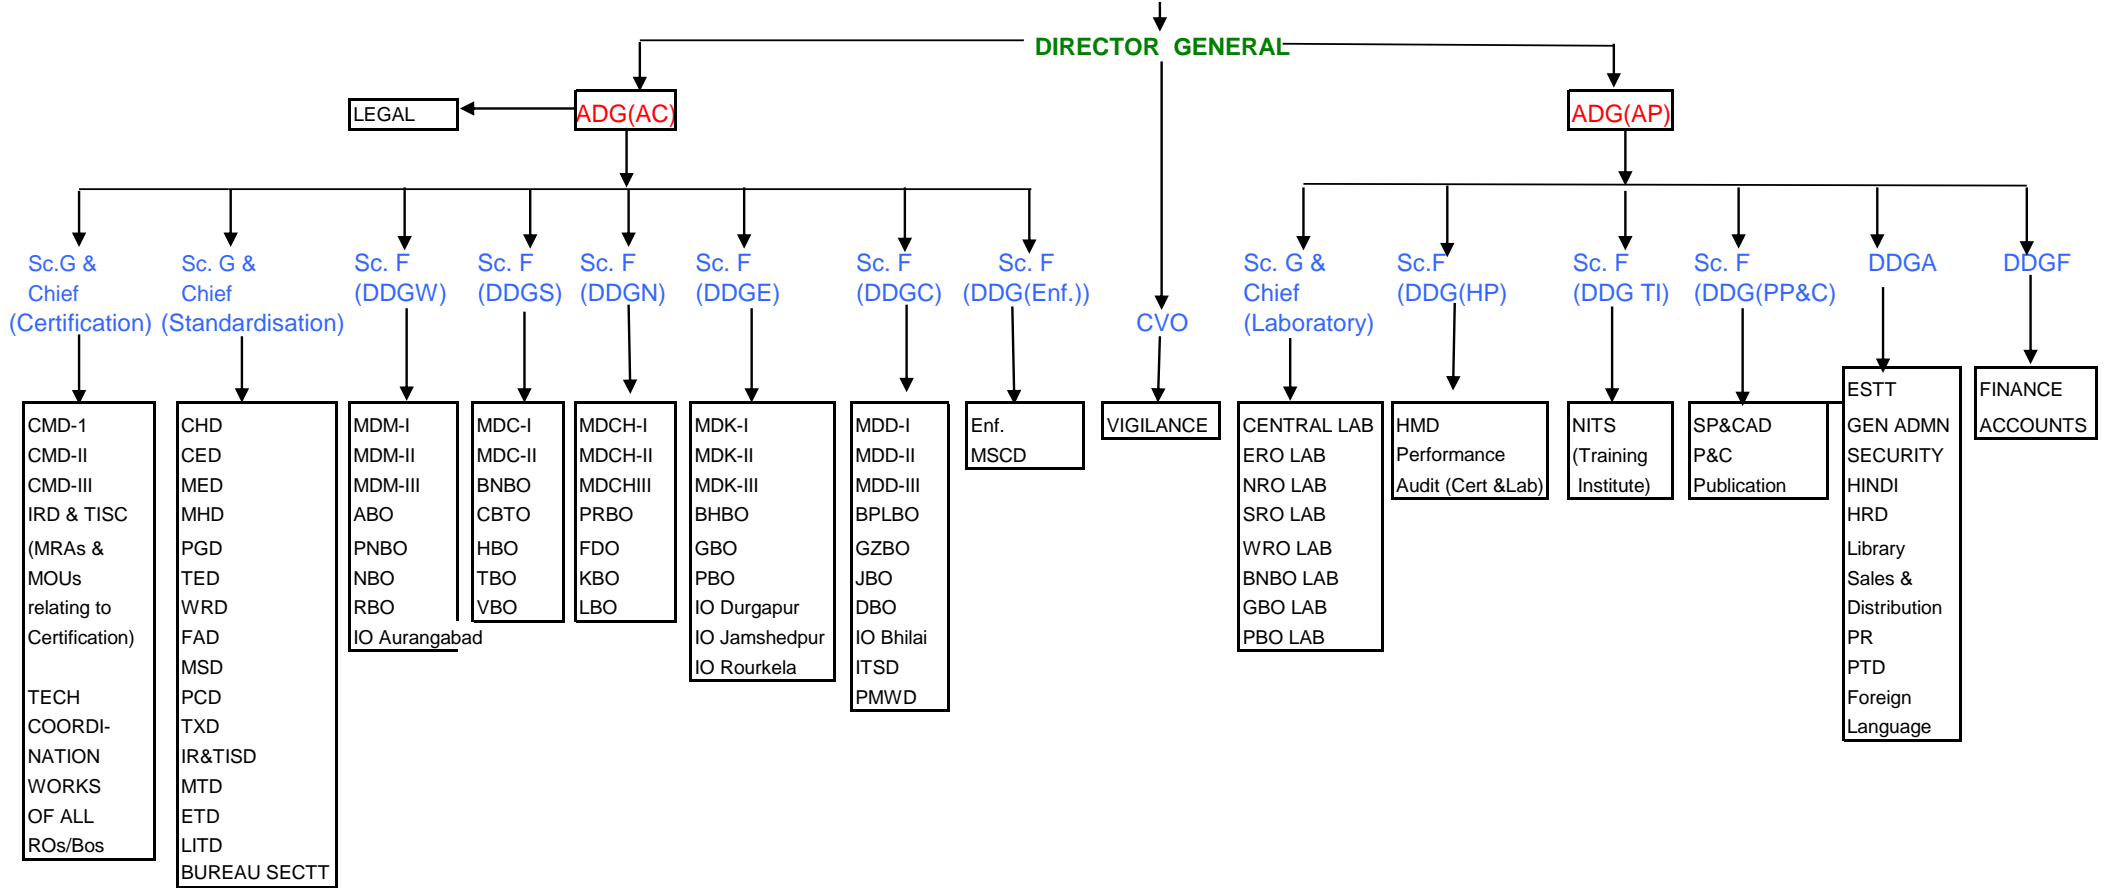 DIRECTOR GENERAL
LEGAL
ADG(AC)
ADG(AP)
Sc.G &
Chief
(Certification)
Sc. G &
Chief
(Standardisation)
Sc. F
(DDGW)
Sc. F
(DDGS)
Sc. F
(DDGN)
Sc. F
(DDGE)
Sc. F
(DDGC)
Sc. F
(DDG(Enf.))
CVO
Sc. G &
Chief
(Laboratory)
Sc.F
(DDG(HP)
Sc. F
(DDG TI)
Sc. F
(DDG(PP&C)
DDGA
DDGF
CMD-1
CMD-II
CMD-III
IRD & TISC
(MRAs &
MOUs
relating to
Certification)
TECH
COORDI-
NATION
WORKS
OF ALL
ROs/Bos
CHD
CED
MED
MHD
PGD
TED
WRD
FAD
MSD
PCD
TXD
IR&TISD
MTD
ETD
LITD
BUREAU SECTT
MDM-I
MDM-II
MDM-III
ABO
PNBO
NBO
RBO
IO Aurangabad
MDC-I
MDC-II
BNBO
CBTO
HBO
TBO
VBO
MDCH-I
MDCH-II
MDCHIII
PRBO
FDO
KBO
LBO
MDK-I
MDK-II
MDK-III
BHBO
GBO
PBO
IO Durgapur
IO Jamshedpur
IO Rourkela
MDD-I
MDD-II
MDD-III
BPLBO
GZBO
JBO
DBO
IO Bhilai
ITSD
PMWD
Enf.
MSCD
VIGILANCE
CENTRAL LAB
ERO LAB
NRO LAB
SRO LAB
WRO LAB
BNBO LAB
GBO LAB
PBO LAB
HMD
Performance
Audit (Cert &Lab)
NITS
(Training
Institute)
SP&CAD
P&C
Publication
ESTT
GEN ADMN
SECURITY
HINDI
HRD
Library
Sales &
Distribution
PR
PTD
Foreign
Language
FINANCE
ACCOUNTS